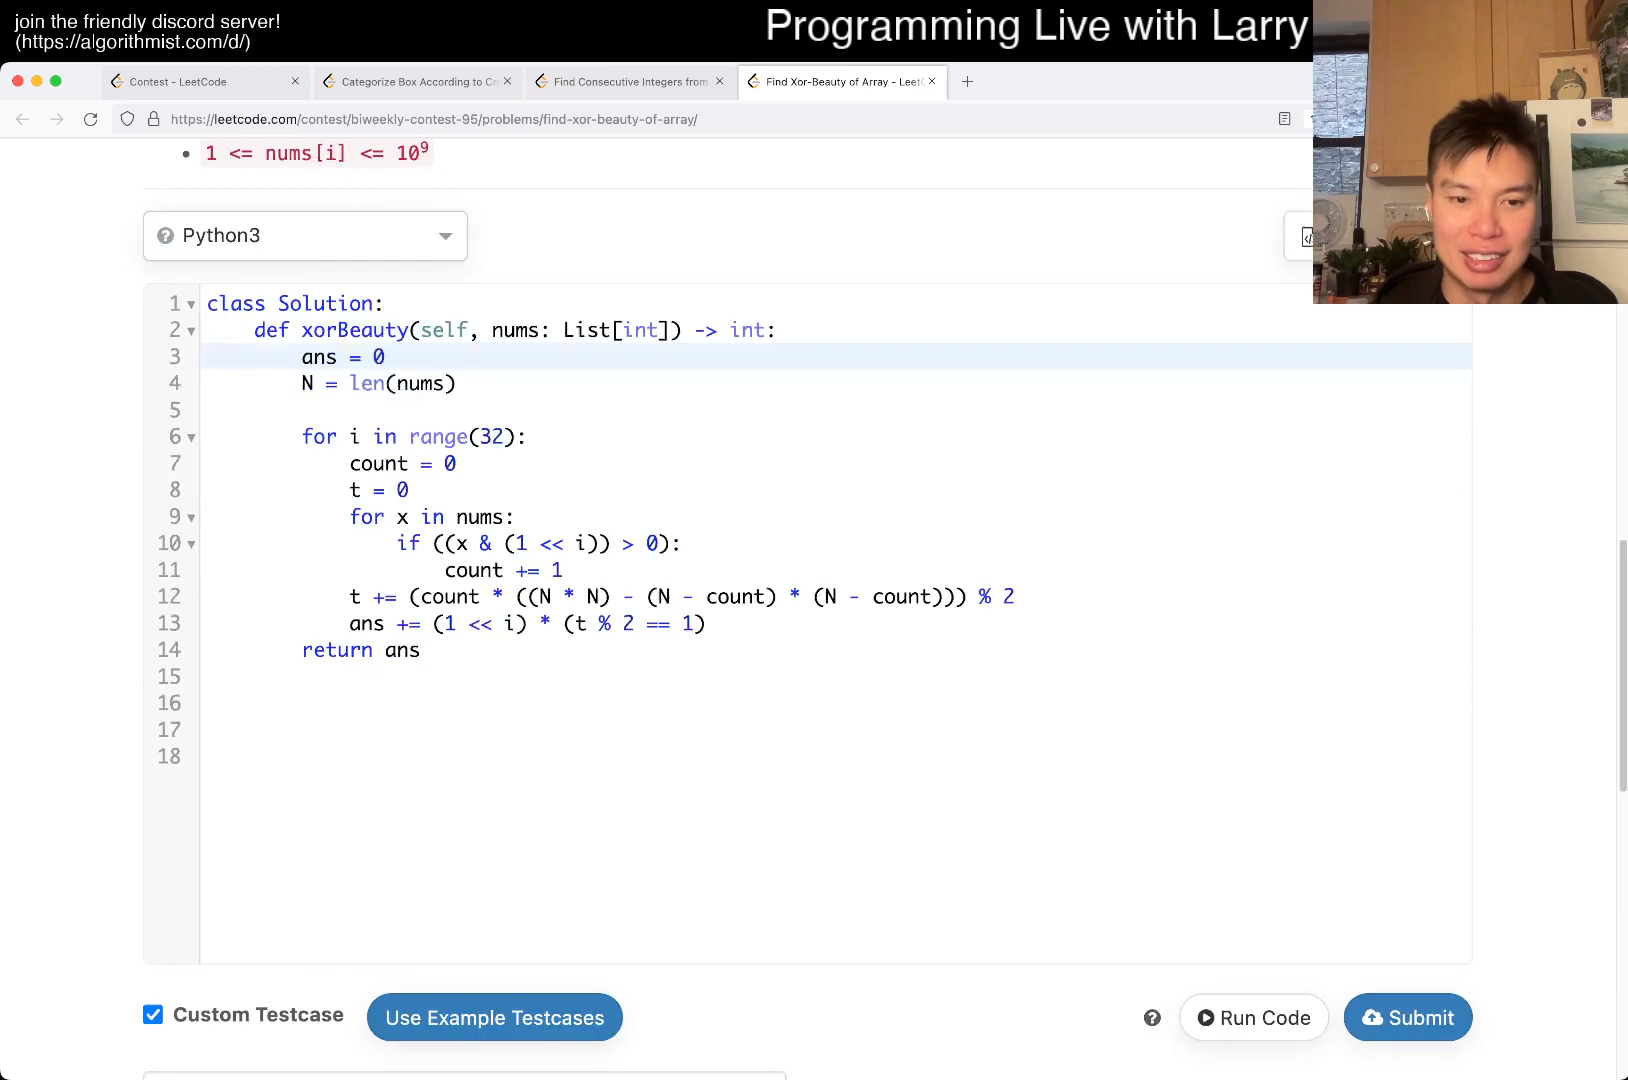 join the friendly discord server!
(https://algorithmist.com/d/)
Programming Live with Larry
Contest - LeetCode
Categorize Box According to Cr
Find Consecutive Integers from
Find Xor-Beauty of Array - Leet
https://leetcode.com/contest/biweekly-contest-95/problems/find-xor-beauty-of-array/
1 <= nums[i] <= 10^9
Python3
1 class Solution:
2 def xorBeauty(self, nums: List[int]) -> int:
3 ans = 0
4 N = len(nums)
5
6 for i in range(32):
7 count = 0
8 t = 0
9 for x in nums:
10 if ((x & (1 << i)) > 0):
11 count += 1
12 t += (count * ((N * N) - (N - count) * (N - count))) % 2
13 ans += (1 << i) * (t % 2 == 1)
14 return ans
15
16
17
18
Custom Testcase
Use Example Testcases
Run Code
Submit